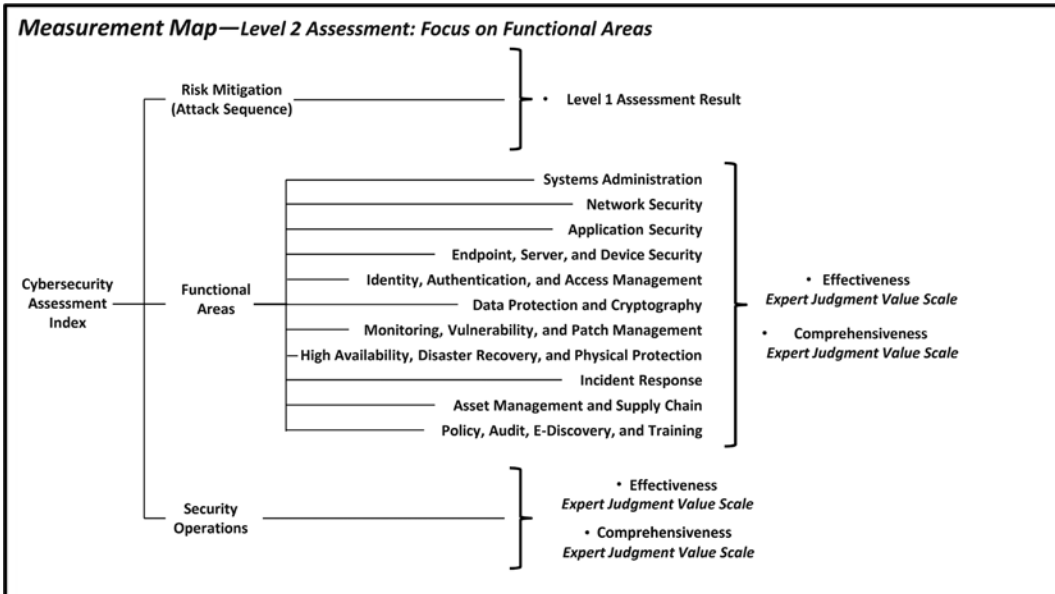 Measurement Map—Level 2 Assessment: Focus on Functional Areas
Risk Mitigation
(Attack Sequence)
• Level 1 Assessment Result
Cybersecurity
Assessment
Index
Functional
Areas
Systems Administration
Network Security
Application Security
Endpoint, Server, and Device Security
Identity, Authentication, and Access Management
Data Protection and Cryptography
Monitoring, Vulnerability, and Patch Management
High Availability, Disaster Recovery, and Physical Protection
Incident Response
Asset Management and Supply Chain
Policy, Audit, E-Discovery, and Training
• Effectiveness
Expert Judgment Value Scale
• Comprehensiveness
Expert Judgment Value Scale
Security
Operations
• Effectiveness
Expert Judgment Value Scale
• Comprehensiveness
Expert Judgment Value Scale